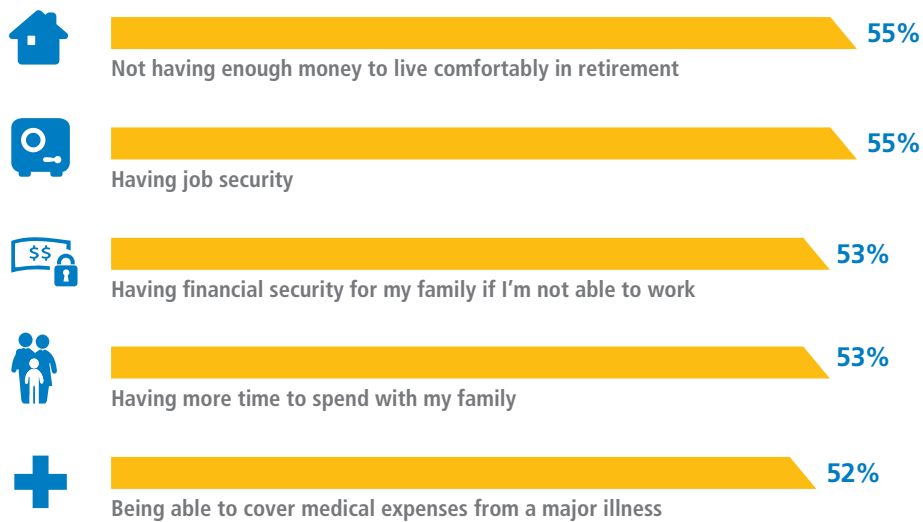 55%
Not having enough money to live comfortably in retirement
55%
Having job security
$$
53%
Having financial security for my family if I’m not able to work
53%
Having more time to spend with my family
52%
Being able to cover medical expenses from a major illness